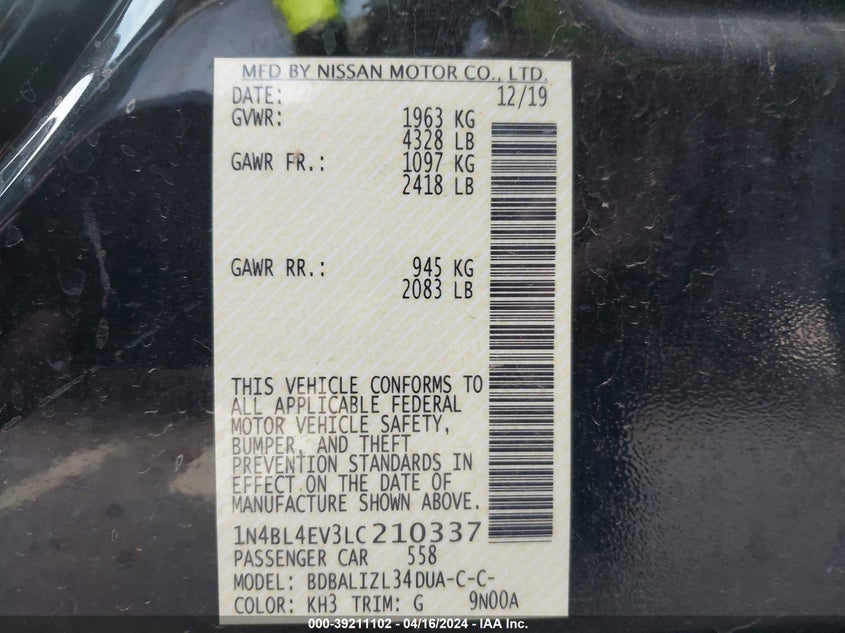 MFD BY NISSAN MOTOR CO., LTD.
DATE: 12/19
GVWR: 1963 KG
4328 LB
GAWR FR.: 1097 KG
2418 LB
GAWR RR.: 945 KG
2083 LB
THIS VEHICLE CONFORMS TO
ALL APPLICABLE FEDERAL
MOTOR VEHICLE SAFETY,
BUMPER, AND THEFT
PREVENTION STANDARDS IN
EFFECT ON THE DATE OF
MANUFACTURE SHOWN ABOVE.
1N4BL4EV3LC210337
PASSENGER CAR 558
MODEL: BDBALIZL34DUA-C-C-
COLOR: KH3 TRIM: G 9N00A
000-39211102 - 04/16/2024 - IAA Inc.